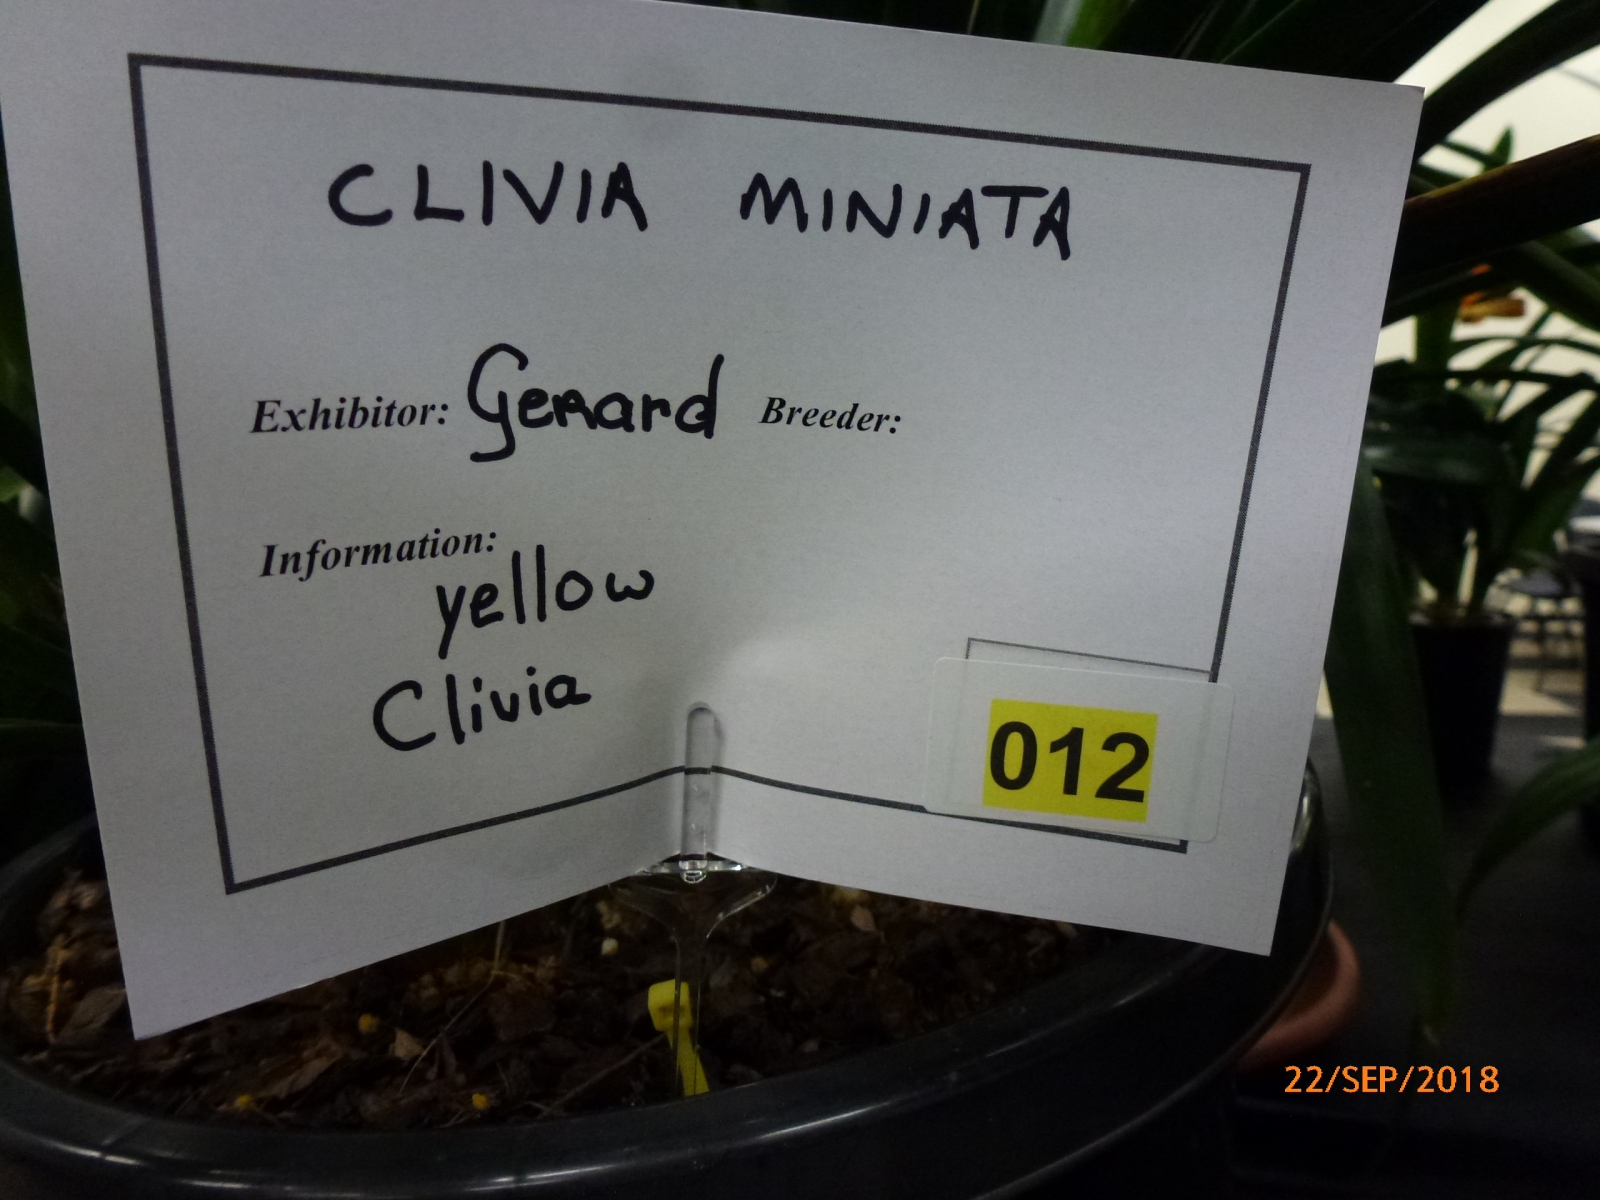 CLIVIA MINIATA
Exhibitor: Gerard Breeder:
Information:
yellow
Clivia
012
22/SEP/2018